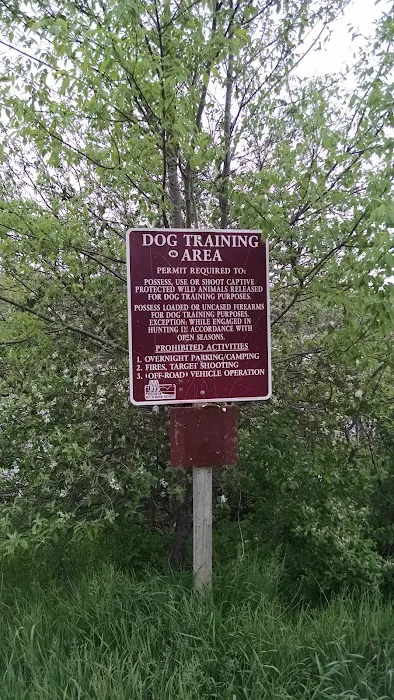 DOG TRAINING
AREA
PERMIT REQUIRED TO:
POSSESS, USE OR SHOOT CAPTIVE
PROTECTED WILD ANIMALS RELEASED
FOR DOG TRAINING PURPOSES.
POSSESS LOADED OR UNCASED FIREARMS
FOR DOG TRAINING PURPOSES.
EXCEPTION: WHILE ENGAGED IN
HUNTING IN ACCORDANCE WITH
OPEN SEASONS.
PROHIBITED ACTIVITIES
1. OVERNIGHT PARKING/CAMPING
2. FIRES, TARGET SHOOTING
3. (OFF-ROAD) VEHICLE OPERATION